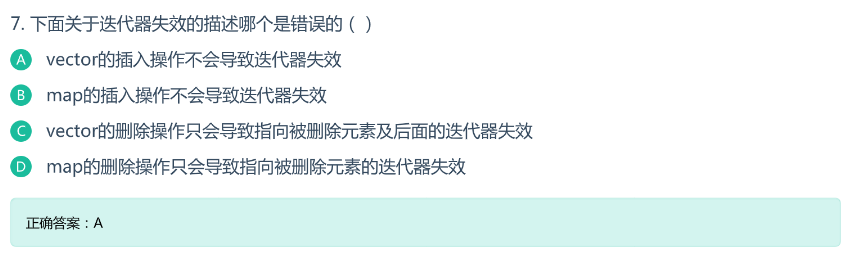 7. 下面关于迭代器失效的描述哪个是错误的（ ）
A vector的插入操作不会导致迭代器失效
B map的插入操作不会导致迭代器失效
C vector的删除操作只会导致指向被删除元素及后面的迭代器失效
D map的删除操作只会导致指向被删除元素的迭代器失效
正确答案：A